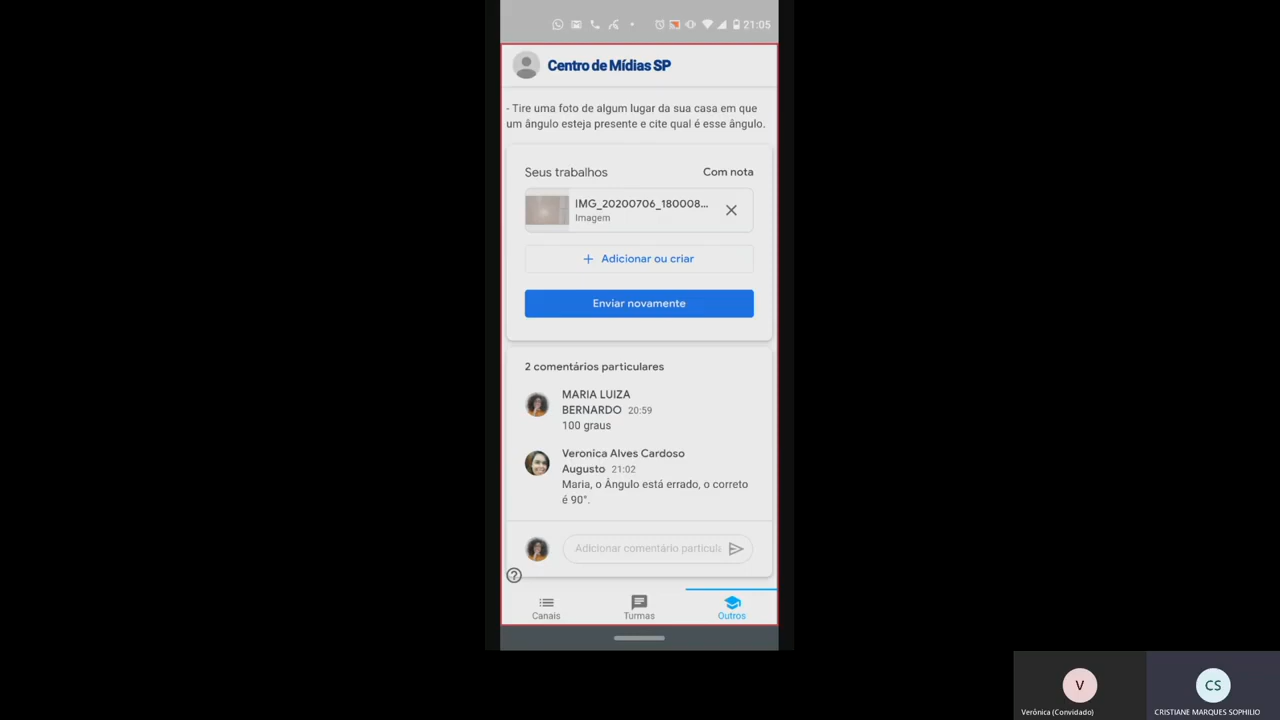 21:05
Centro de Mídias SP
- Tire uma foto de algum lugar da sua casa em que
um ângulo esteja presente e cite qual é esse ângulo.
Seus trabalhos
Com nota
IMG_20200706_180008...
Imagem
+ Adicionar ou criar
Enviar novamente
2 comentários particulares
MARIA LUIZA
BERNARDO 20:59
100 graus
Veronica Alves Cardoso
Augusto 21:02
Maria, o Ângulo está errado, o correto
é 90°.
Adicionar comentário particula
Canais
Turmas
Outros
V
Verônica (Convidado)
CS
CRISTIANE MARQUES SOPHILIO